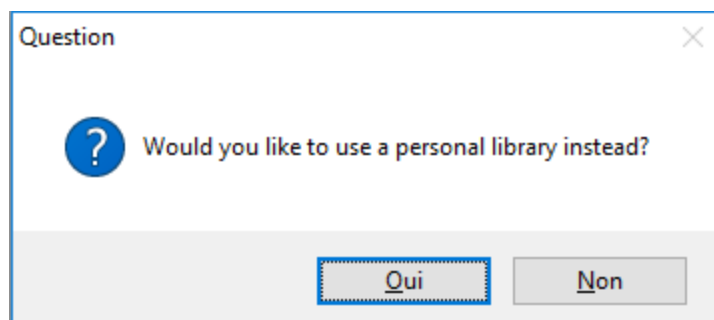 Question
Would you like to use a personal library instead?
Oui
Non